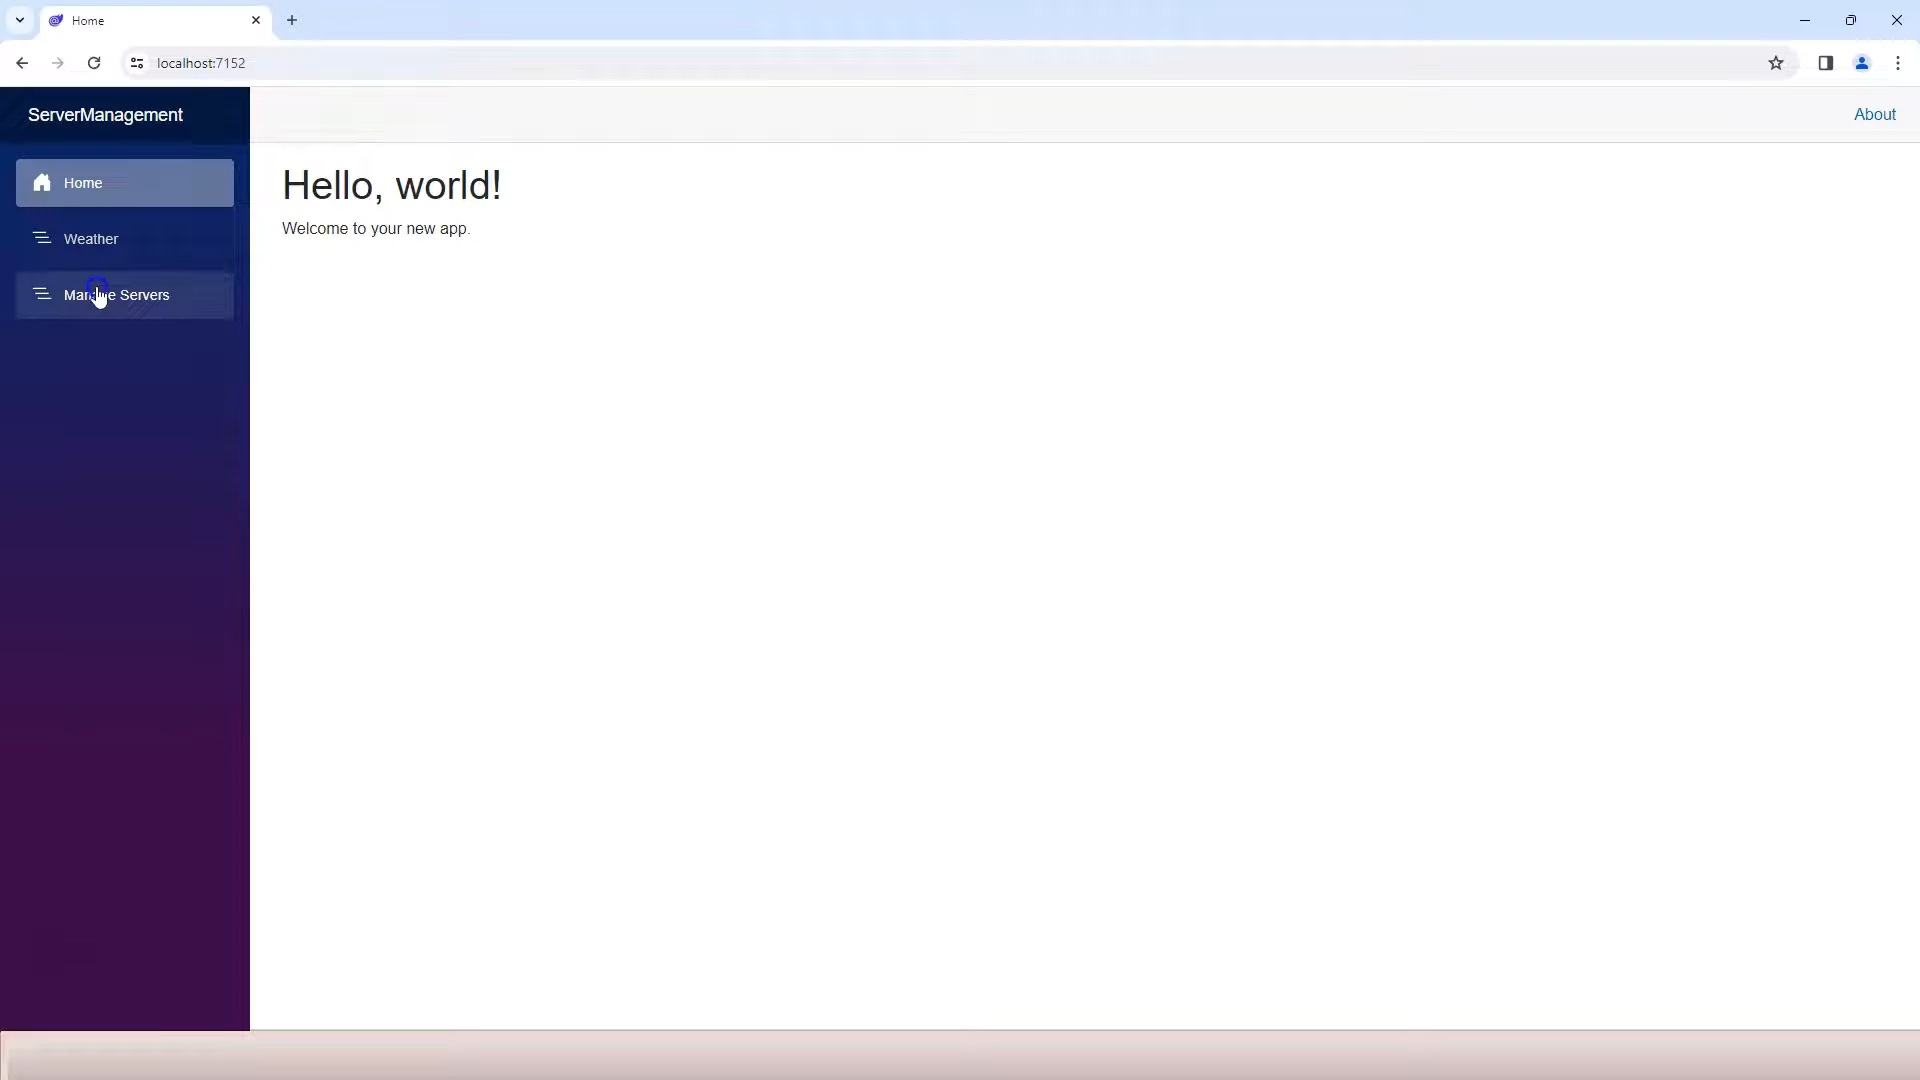 Home
localhost:7152
ServerManagement
About
Home
Hello, world!
Weather
Welcome to your new app.
Servers